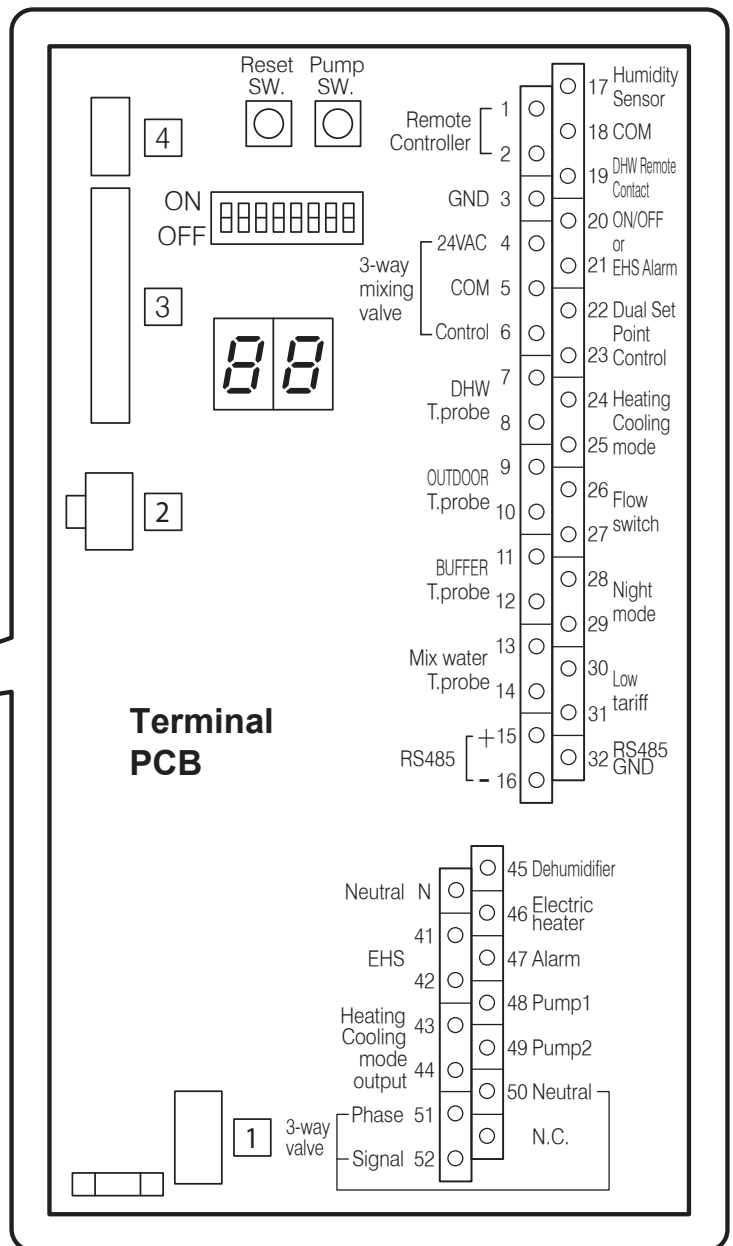 Reset Pump
SW. SW.
4
ON
OFF
3
88
2
Terminal
PCB
1
Remote
Controller
1
2
GND 3
3-way
mixing
valve
24VAC 4
COM 5
Control 6
DHW
T.probe
7
8
OUTDOOR
T.probe
9
10
BUFFER
T.probe
11
12
Mix water
T.probe
13
14
RS485
+ 15
- 16
17 Humidity
Sensor
18 COM
19 DHW Remote
Contact
20 ON/OFF
or
21 EHS Alarm
22 Dual Set
Point
23 Control
24 Heating
Cooling
25 mode
26
Flow
switch
27
28
Night
mode
29
30
Low
tariff
31
32 RS485
GND
Neutral N
EHS
41
42
Heating
Cooling
mode
output
43
44
3-way
valve
Phase 51
Signal 52
45 Dehumidifier
46 Electric
heater
47 Alarm
48 Pump1
49 Pump2
50 Neutral
N.C.